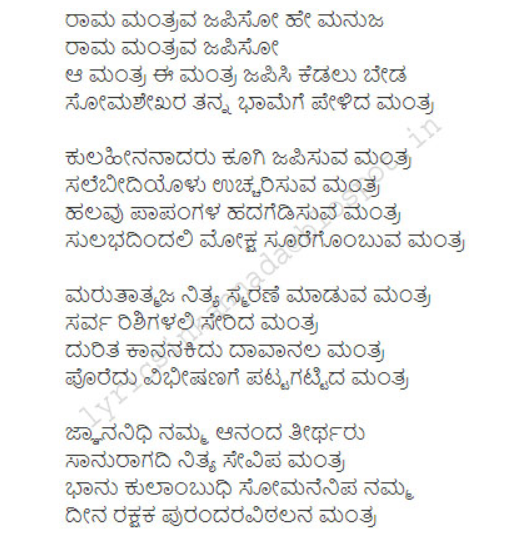 ರಾಮ ಮಂತ್ರವ ಜಪಿಸೋ ಹೇ ಮನುಜ
ರಾಮ ಮಂತ್ರವ ಜಪಿಸೋ
ಆ ಮಂತ್ರ ಈ ಮಂತ್ರ ಜಪಿಸಿ ಕೆಡಲು ಬೇಡ
ಸೋಮಶೇಖರ ತನ್ನ ಭಾಮೆಗೆ ಪೇಳಿದ ಮಂತ್ರ
ಕುಲಹೀನನಾದರು ಕೂಗಿ ಜಪಿಸುವ ಮಂತ್ರ
ಸಲೆಬೀದಿಯೊಳು ಉಚ್ಚರಿಸುವ ಮಂತ್ರ
ಹಲವು ಪಾಪಂಗಳ ಹದಗೆಡಿಸುವ ಮಂತ್ರ
ಸುಲಭದಿಂದಲಿ ಮೋಕ್ಷ ಸೂರೆಗೊಂಬುವ ಮಂತ್ರ
ಮರುತಾತ್ಮಜ ನಿತ್ಯ ಸ್ಮರಣೆ ಮಾಡುವ ಮಂತ್ರ
ಸರ್ವ ರಿಶಿಗಳಲಿ ಸೇರಿದ ಮಂತ್ರ
ದುರಿತ ಕಾನನಕಿದು ದಾವಾನಲ ಮಂತ್ರ
ಪೊರೆದು ವಿಭೀಷಣಗೆ ಪಟ್ಟಗಟ್ಟಿದ ಮಂತ್ರ
ಜ್ಞಾನನಿಧಿ ನಮ್ಮ ಆನಂದ ತೀರ್ಥರು
ಸಾನುರಾಗದಿ ನಿತ್ಯ ಸೇವಿಪ ಮಂತ್ರ
ಭಾನು ಕುಲಾಂಬುಧಿ ಸೋಮನೆನಿಪ ನಮ್ಮ
ದೀನ ರಕ್ಷಕ ಪುರಂದರವಿಠಲನ ಮಂತ್ರ
lyricsinkannadablogspot.in